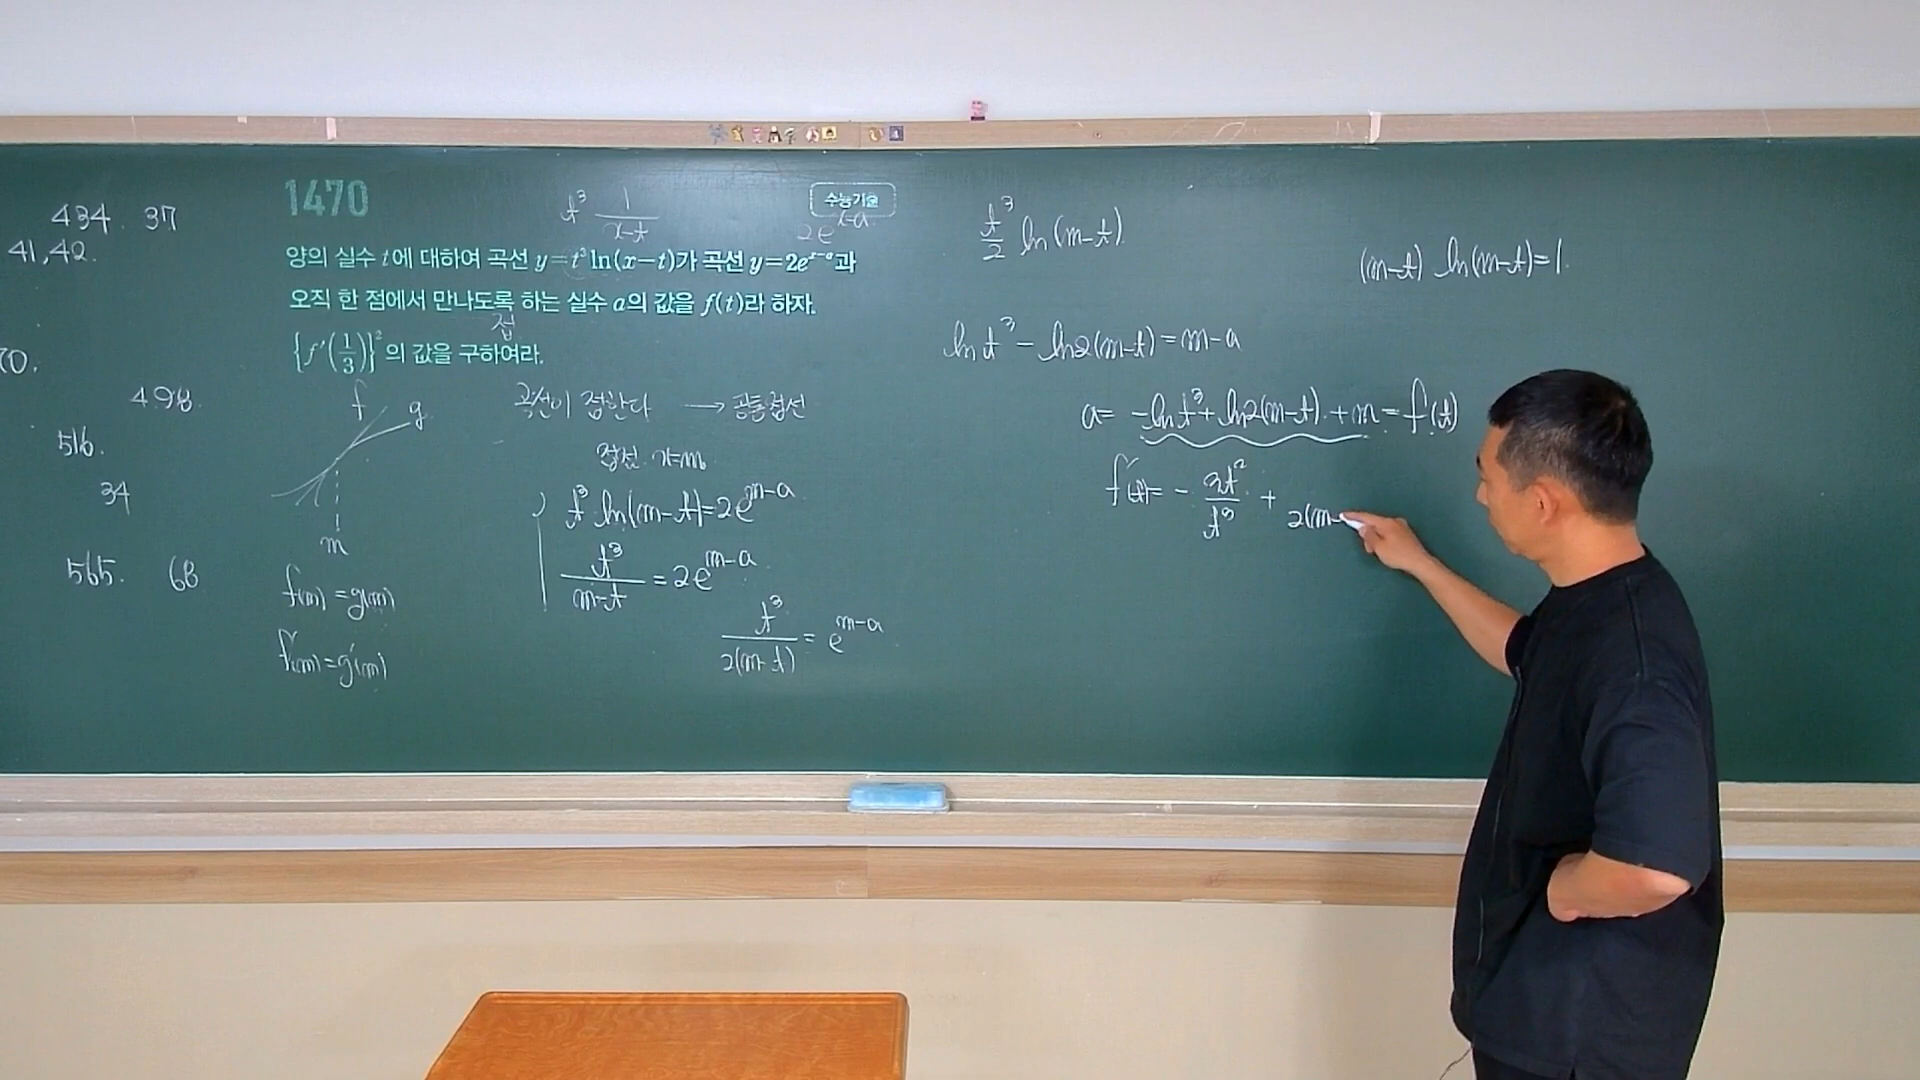 434. 37
41, 42.
70.
498.
516.
34
565. 68
1470
수능기출
t³ 1/(x-t)
2e^(x-a)
양의 실수 t에 대하여 곡선 y=t³ln(x-t)가 곡선 y=2e^(x-a)과
오직 한 점에서 만나도록 하는 실수 a의 값을 f(t)라 하자.
접
{f'(1/3)}²의 값을 구하여라.
f g
m
f(m)=g(m)
f'(m)=g'(m)
곡선이 접한다 → 공통접선
접점 x=m
t³ ln(m-t)=2e^(m-a)
t³/(m-t) = 2e^(m-a)
t³/(2(m-t)) = e^(m-a)
t³/2 ln(m-t)
(m-t) ln(m-t)=1.
ln t³ - ln2(m-t) = m-a
a= -ln t³ + ln2(m-t) + m = f(t)
f'(t)= - 3t²/t³ + 2(m-